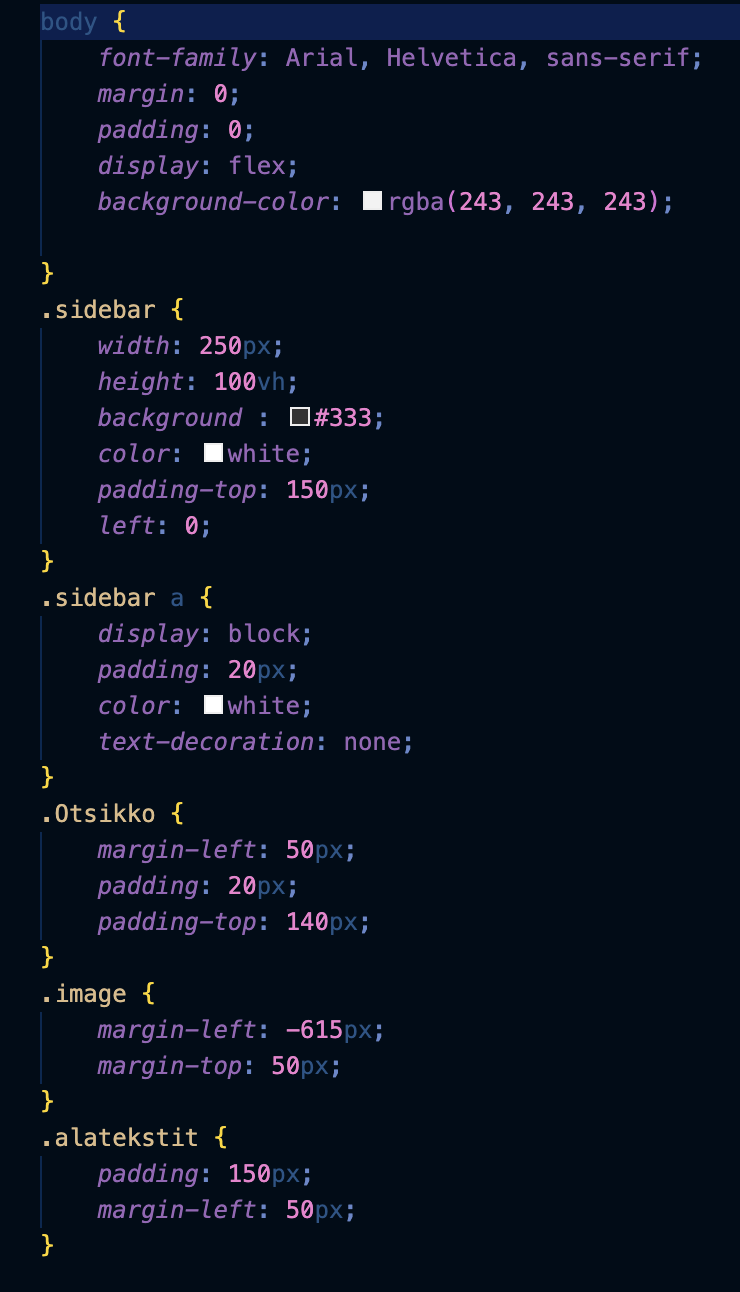 body {
    font-family: Arial, Helvetica, sans-serif;
    margin: 0;
    padding: 0;
    display: flex;
    background-color: rgba(243, 243, 243);

}
.sidebar {
    width: 250px;
    height: 100vh;
    background : #333;
    color: white;
    padding-top: 150px;
    left: 0;
}
.sidebar a {
    display: block;
    padding: 20px;
    color: white;
    text-decoration: none;
}
.Otsikko {
    margin-left: 50px;
    padding: 20px;
    padding-top: 140px;
}
.image {
    margin-left: -615px;
    margin-top: 50px;
}
.alatekstit {
    padding: 150px;
    margin-left: 50px;
}